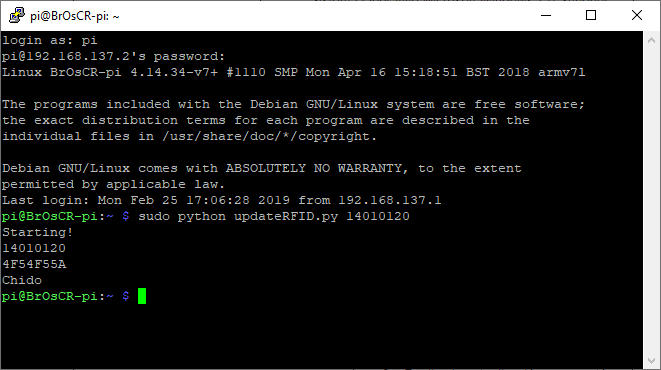 pi@BrOsCR-pi: ~
login as: pi
pi@192.168.137.2's password:
Linux BrOsCR-pi 4.14.34-v7+ #1110 SMP Mon Apr 16 15:18:51 BST 2018 armv7l
The programs included with the Debian GNU/Linux system are free software;
the exact distribution terms for each program are described in the
individual files in /usr/share/doc/*/copyright.
Debian GNU/Linux comes with ABSOLUTELY NO WARRANTY, to the extent
permitted by applicable law.
Last login: Mon Feb 25 17:06:28 2019 from 192.168.137.1
pi@BrOsCR-pi:~ $ sudo python updateRFID.py 14010120
Starting!
14010120
4F54F55A
Chido
pi@BrOsCR-pi:~ $